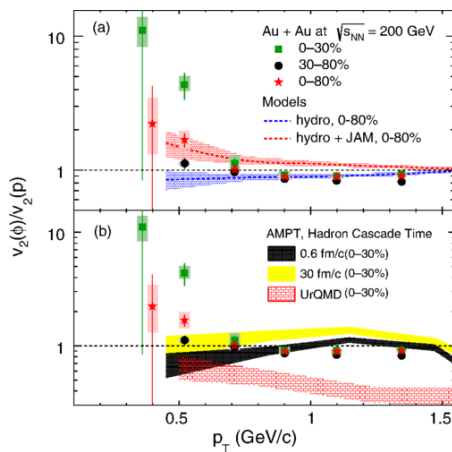 (a) Au + Au at √sNN = 200 GeV
0–30%
30–80%
0–80%
Models
hydro, 0-80%
hydro + JAM, 0-80%
10
1
v2(ϕ)/v2(p)
(b) AMPT, Hadron Cascade Time
0.6 fm/c(0–30%)
30 fm/c(0–30%)
UrQMD (0–30%)
10
1
0.5 1 1.5
pT (GeV/c)